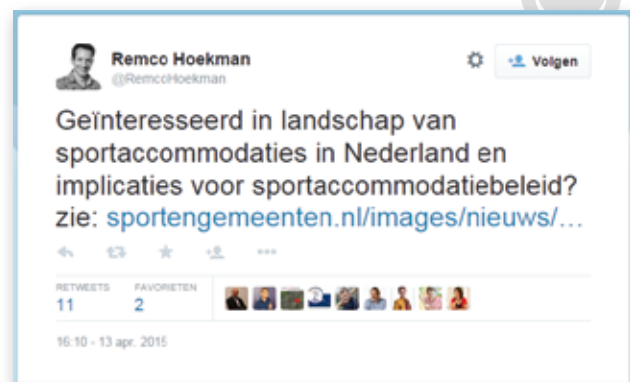 Remco Hoekman
@RemcoHoekman
Volgen
Geïnteresseerd in landschap van
sportaccommodaties in Nederland en
implicaties voor sportaccommodatiebeleid?
zie: sportengemeenten.nl/images/nieuws/…
RETWEETS FAVORIETEN
11 2
16:10 - 13 apr. 2015